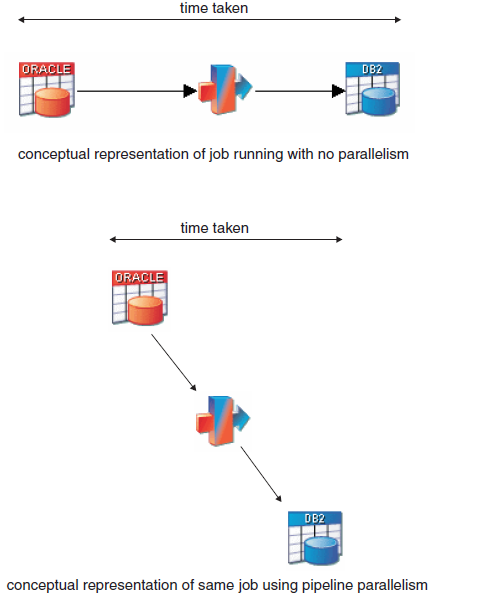 time taken
ORACLE
DB2
conceptual representation of job running with no parallelism
time taken
ORACLE
DB2
conceptual representation of same job using pipeline parallelism